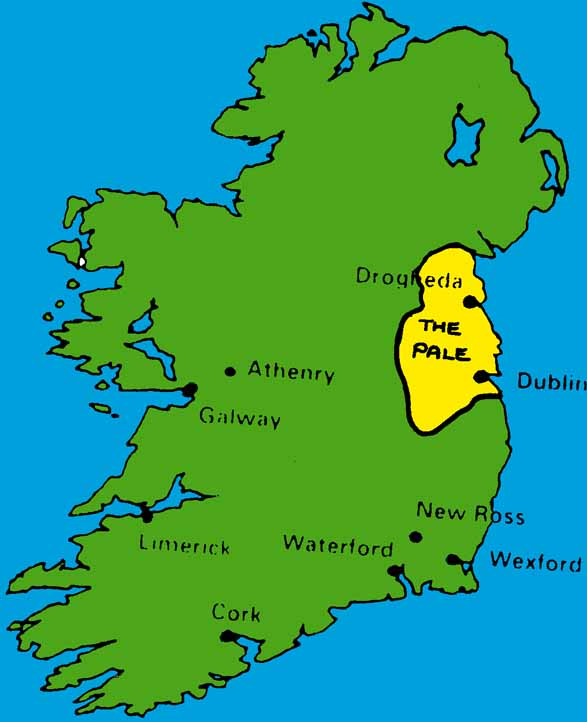 Drogheda
THE
PALE
Athenry
Dublin
Galway
New Ross
Limerick
Waterford
Wexford
Cork